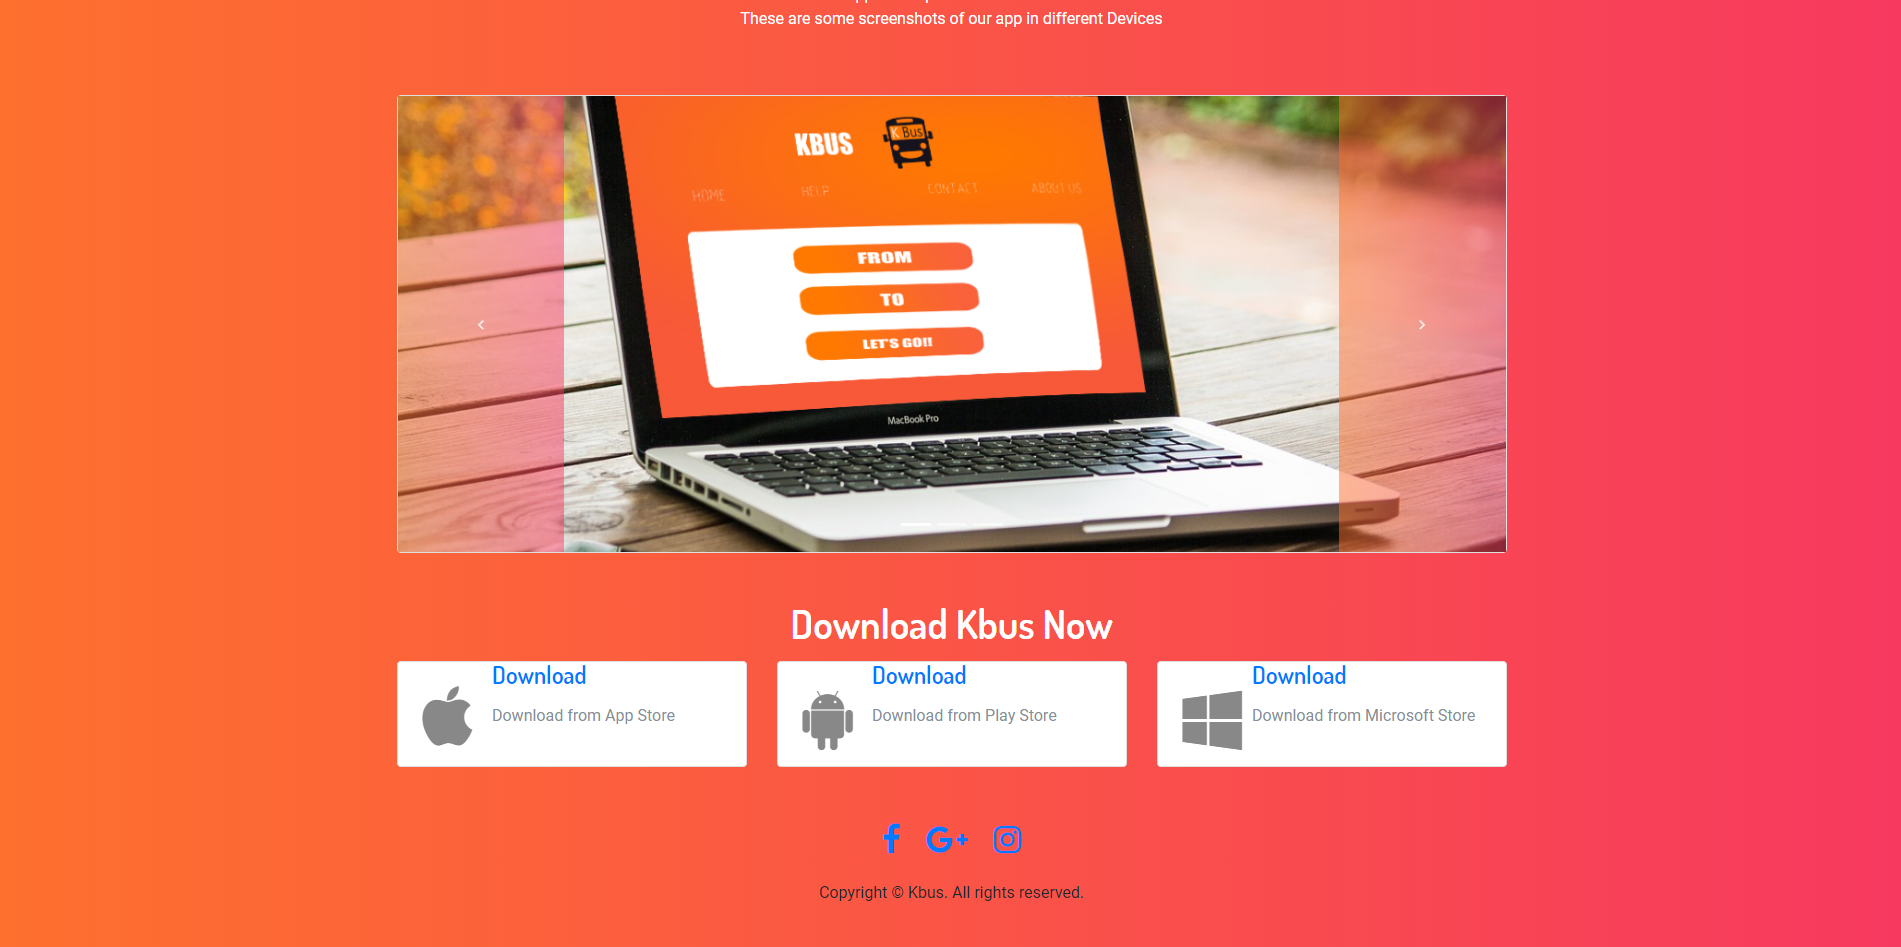 These are some screenshots of our app in different Devices
KBUS
K Bus
HOME HELP CONTACT ABOUT US
FROM
TO
LET'S GO!!
MacBook Pro
Download Kbus Now
Download
Download from App Store
Download
Download from Play Store
Download
Download from Microsoft Store
Copyright © Kbus. All rights reserved.